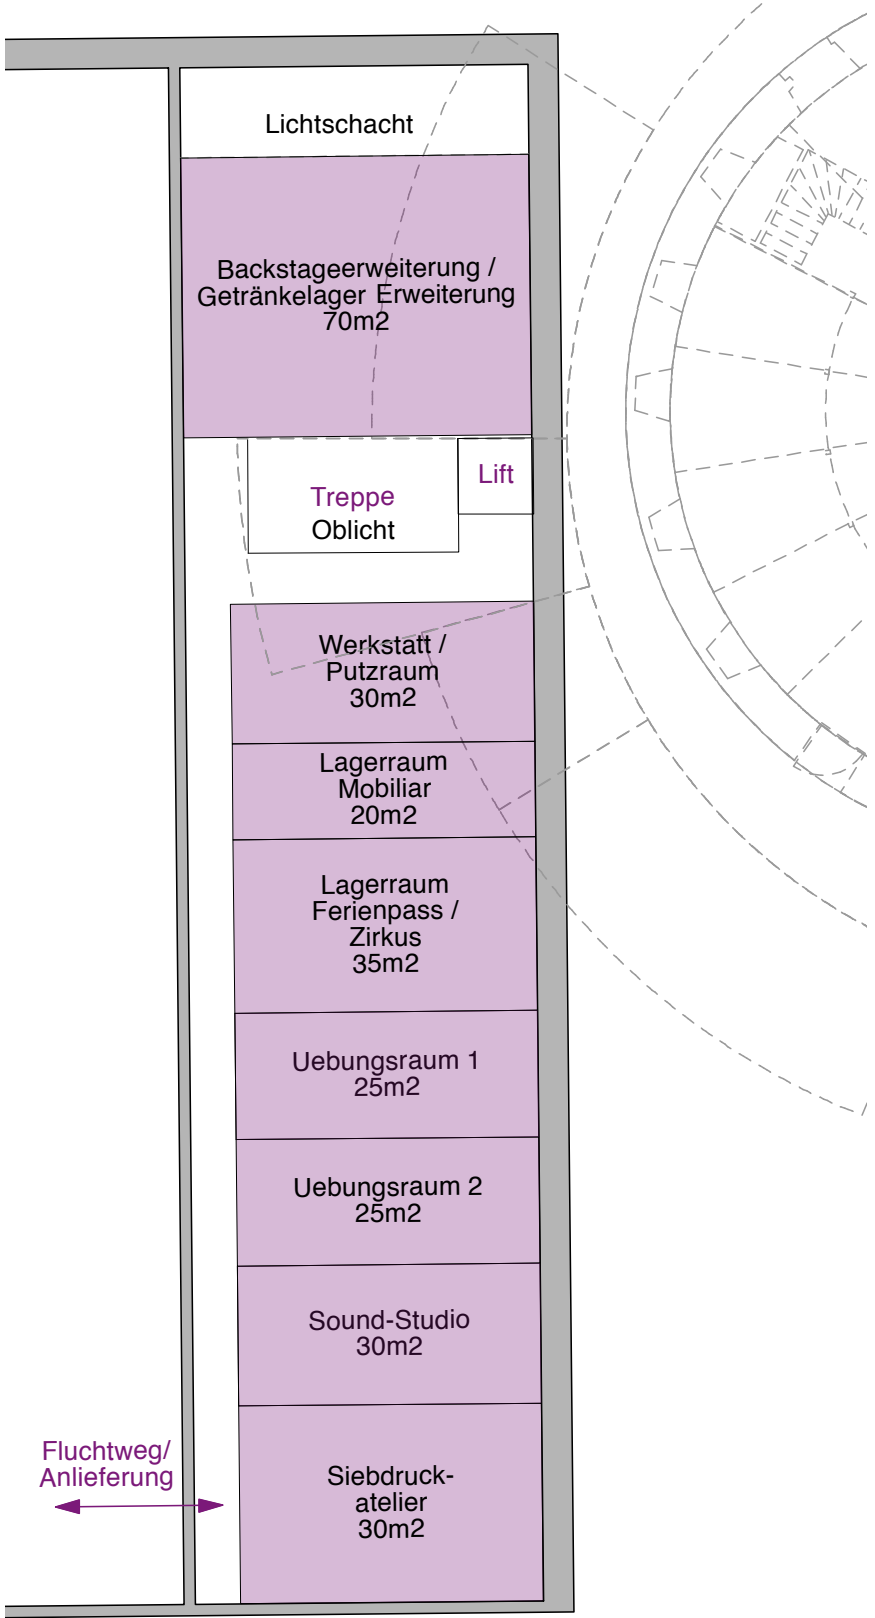 Lichtschacht
Backstageerweiterung /
Getränkelager Erweiterung
70m2
Lift
Treppe
Oblicht
Werkstatt /
Putzraum
30m2
Lagerraum
Mobiliar
20m2
Lagerraum
Ferienpass /
Zirkus
35m2
Uebungsraum 1
25m2
Uebungsraum 2
25m2
Sound-Studio
30m2
Fluchtweg/
Anlieferung
Siebdruck-
atelier
30m2